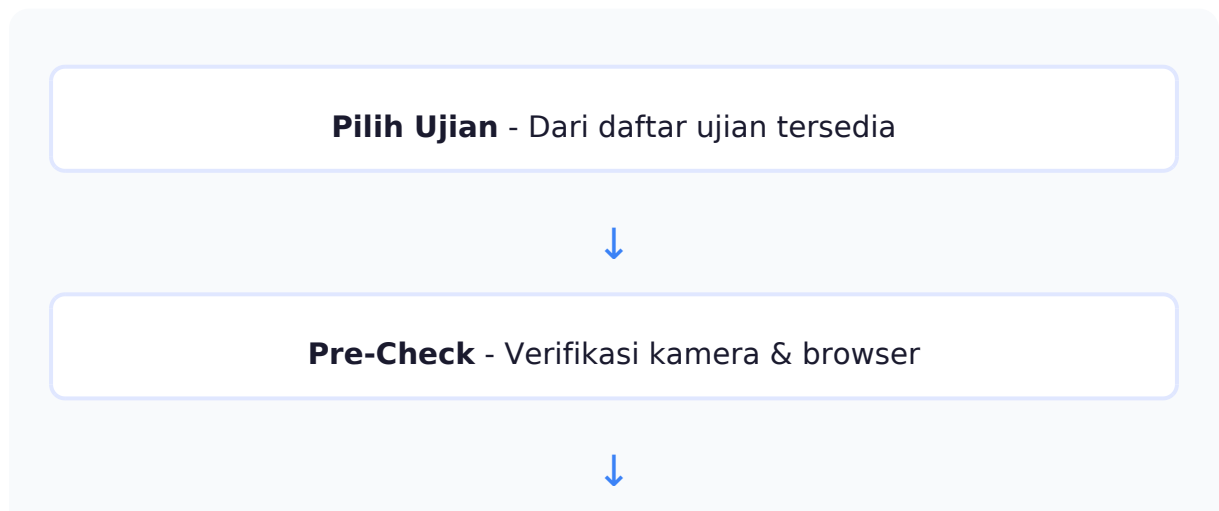 Pilih Ujian - Dari daftar ujian tersedia
↓
Pre-Check - Verifikasi kamera & browser
↓